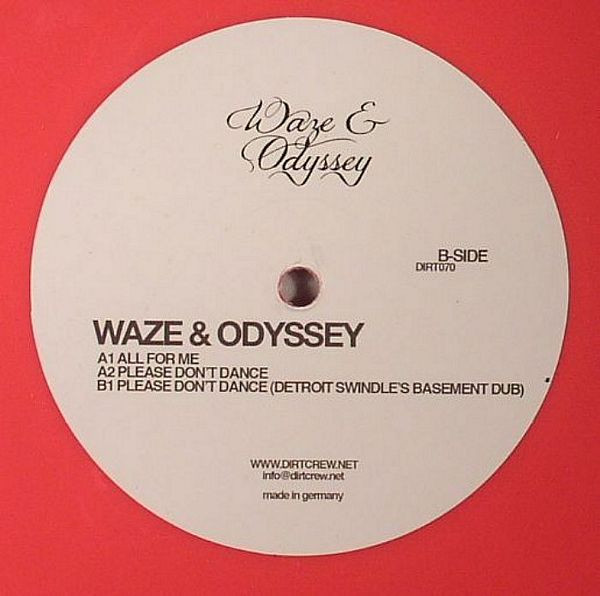 Waze &
Odyssey
B-SIDE
DIRT070
WAZE & ODYSSEY
A1 ALL FOR ME
A2 PLEASE DON'T DANCE
B1 PLEASE DON'T DANCE (DETROIT SWINDLE'S BASEMENT DUB)
WWW.DIRTCREW.NET
info@dirtcrew.net
made in germany